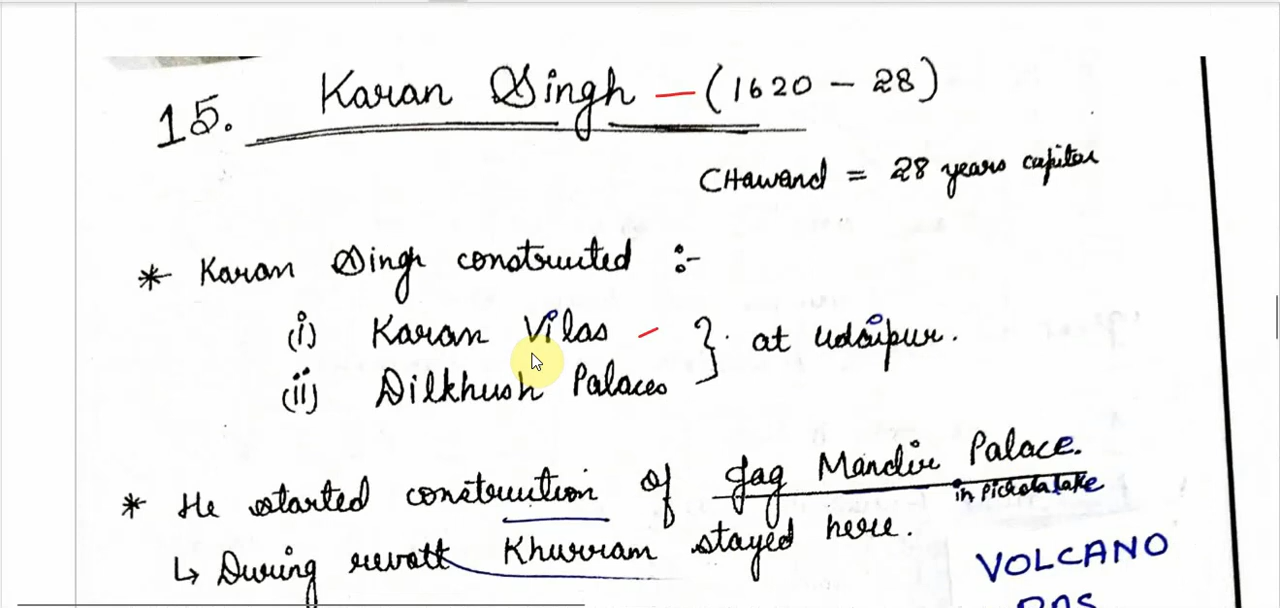 15. Karan Singh — (1620 - 28)
CHawand = 28 years capital
* Karan Singh constructed :-
(i) Karan Vilas - } at Udaipur.
(ii) Dilkhush Palaces
* He started construction of Jag Mandir Palace.
in Pichola lake
↳ During revolt Khurram stayed here.
VOLCANO